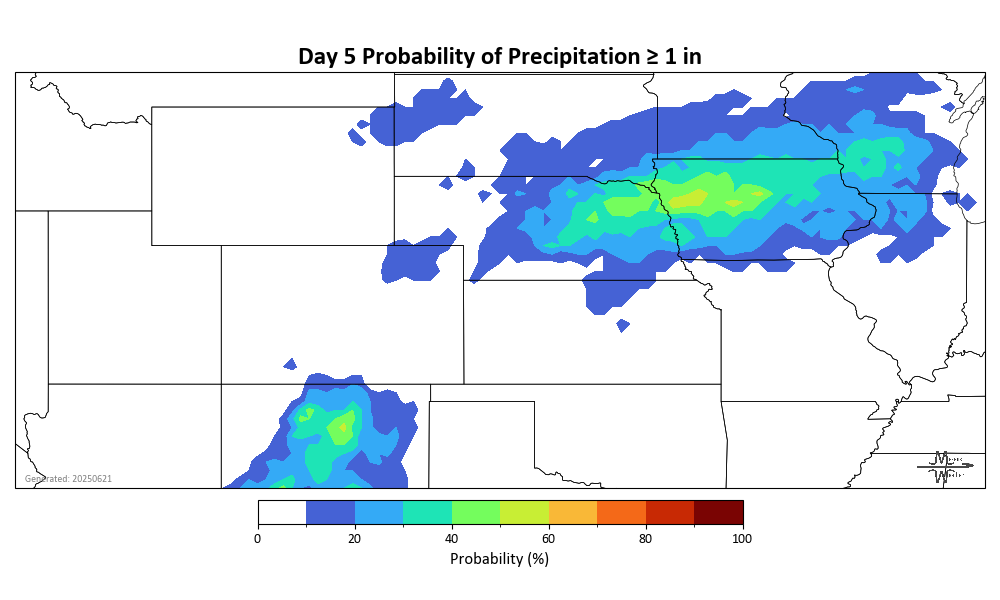 Day 5 Probability of Precipitation ≥ 1 in
Generated: 20250621
0 20 40 60 80 100
Probability (%)